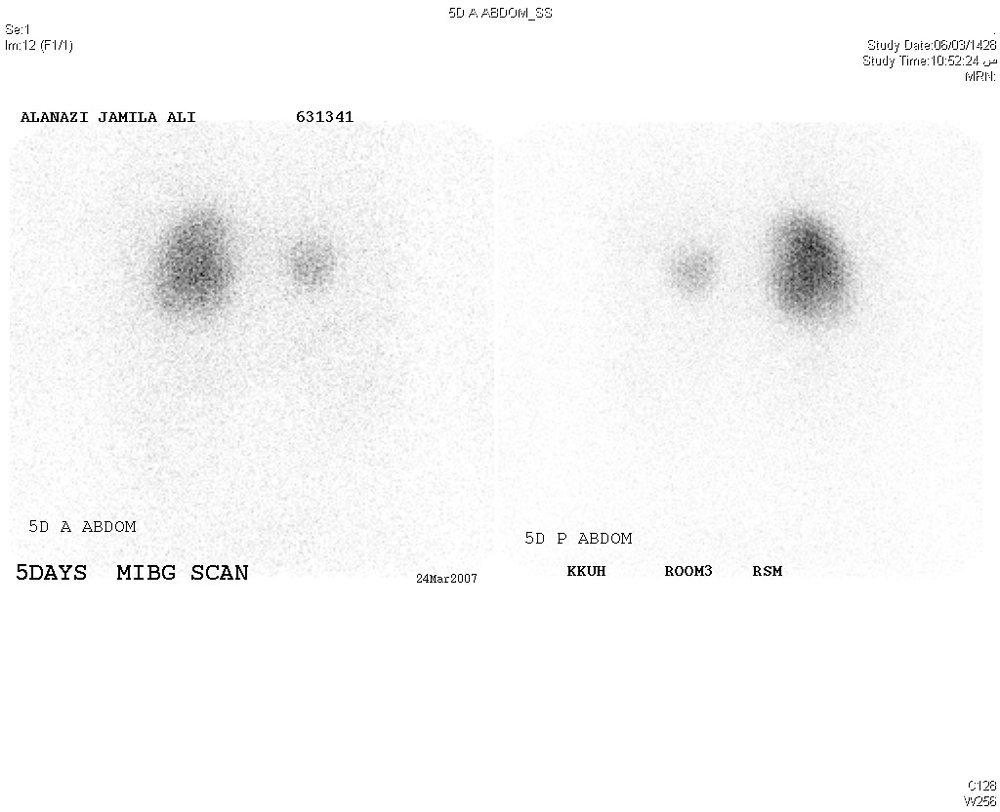 5D A ABDOM_SS
Se:1
Im:12 (F1/1)
.
Study Date:06/03/1428
Study Time:10:52:24 ص
MRN:
ALANAZI JAMILA ALI 631341
5D A ABDOM
5D P ABDOM
5DAYS MIBG SCAN
24Mar2007
KKUH ROOM3 RSM
C128
W256